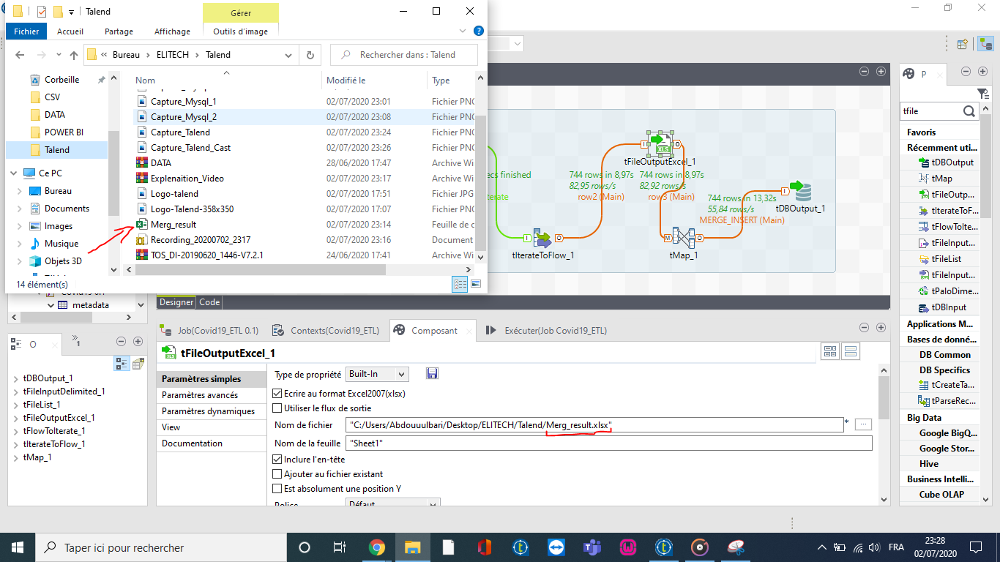 Talend
Gérer
Fichier
Accueil
Partage
Affichage
Outils d'image
Bureau
ELITECH
Talend
Rechercher dans : Talend
Corbeille
CSV
DATA
POWER BI
Talend
Ce PC
Bureau
Documents
Images
Musique
Objets 3D
Nom Modifié le Type
Capture_Mysql_1 02/07/2020 23:01 Fichier PNG
Capture_Mysql_2 02/07/2020 23:08 Fichier PNG
Capture_Talend 02/07/2020 23:24 Fichier PNG
Capture_Talend_Cast 02/07/2020 23:26 Fichier PNG
DATA 28/06/2020 17:47 Archive Wi
Explenaition_Video 02/07/2020 23:17 Archive Wi
Logo-talend 02/07/2020 17:51 Fichier JPG
Logo-Talend-358x350 02/07/2020 17:07 Fichier PNG
Merg_result 02/07/2020 23:14 Feuille de c
Recording_20200702_2317 02/07/2020 23:16 Document
TOS_DI-20190620_1446-V7.2.1 24/06/2020 17:41 Archive Wi
14 élément(s)
metadata
ecs finished
tIterateToFlow_1
744 rows in 8,97s
82,95 rows/s
row2 (Main)
tFileOutputExcel_1
744 rows in 8,97s
82,92 rows/s
row3 (Main)
tMap_1
744 rows in 13,32s
55,84 rows/s
MERGE_INSERT (Main)
tDBOutput_1
Designer
Code
P
tfile
Favoris
Récemment uti...
tDBOutput
tMap
tFileOutp...
tIterateToF...
tFlowToIter...
tFileInput...
tFileList
tFileInput...
tPaloDime...
tDBInput
Applications M...
Bases de donné...
DB Common
DB Specifics
tCreateTa...
tParseRec...
Big Data
Google BigQ...
Google Stor...
Hive
Business Intelli...
Cube OLAP
O
1
tDBOutput_1
tFileInputDelimited_1
tFileList_1
tFileOutputExcel_1
tFlowToIterate_1
tIterateToFlow_1
tMap_1
Job(Covid19_ETL 0.1)
Contexts(Covid19_ETL)
Composant
Exécuter(Job Covid19_ETL)
tFileOutputExcel_1
Paramètres simples
Paramètres avancés
Paramètres dynamiques
View
Documentation
Type de propriété Built-In
Ecrire au format Excel2007(xlsx)
Utiliser le flux de sortie
Nom de fichier "C:/Users/Abdouuulbari/Desktop/ELITECH/Talend/Merg_result.xlsx" *
Nom de la feuille "Sheet1"
Inclure l'en-tête
Ajouter au fichier existant
Est absolument une position Y
Police Défaut
Taper ici pour rechercher
FRA
23:28
02/07/2020